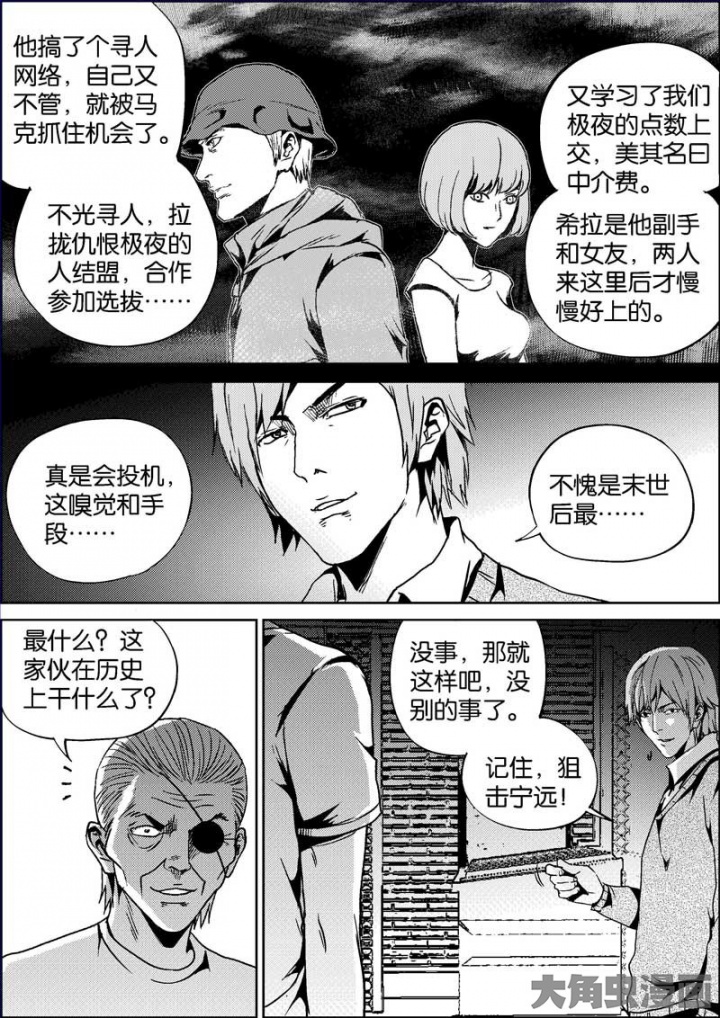 他搞了个寻人
网络，自己又
不管，就被马
克抓住机会了。
不光寻人，拉
拢仇恨极夜的
人结盟，合作
参加选拔……
又学习了我们
极夜的点数上
交，美其名曰
中介费。
希拉是他副手
和女友，两人
来这里后才慢
慢好上的。
真是会投机，
这嗅觉和手
段……
不愧是末世
后最……
最什么？这
家伙在历史
上干什么了？
没事，那就
这样吧，没
别的事了。
记住，狙
击宁远！
大角虫漫画